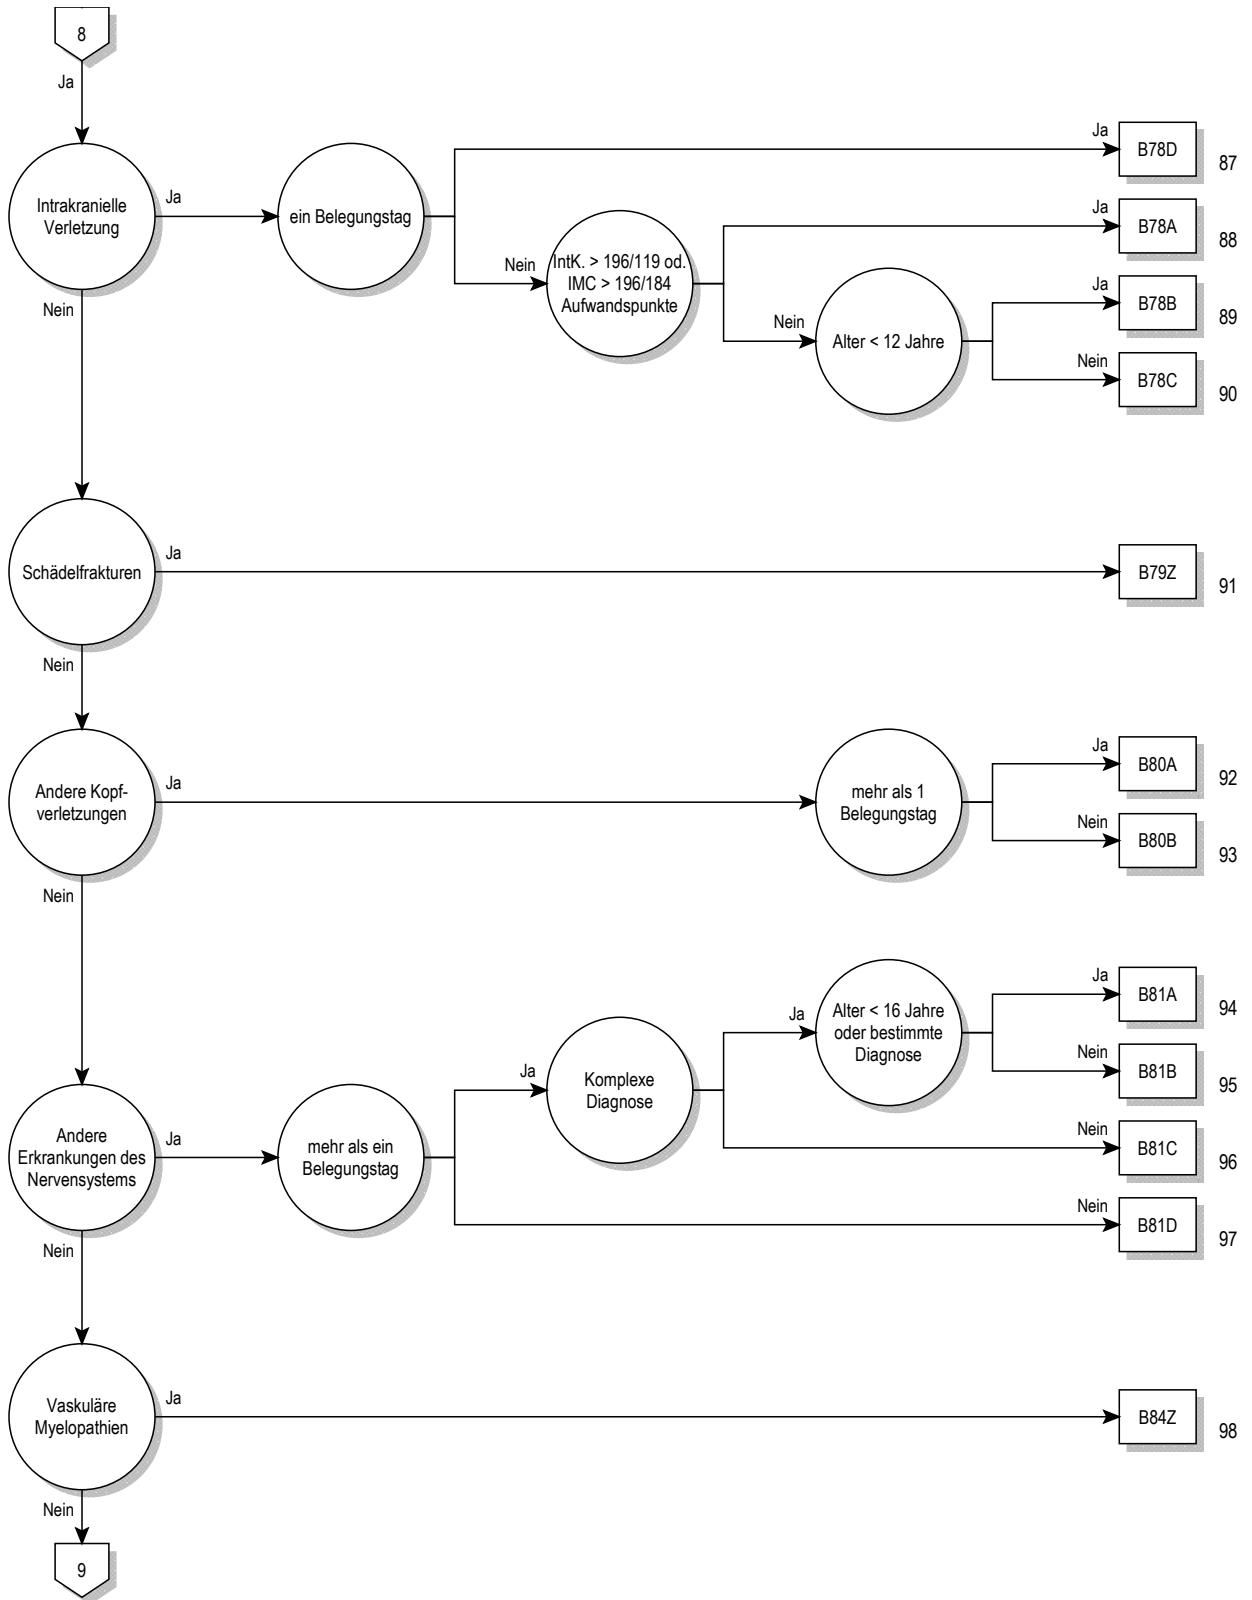 8
Ja
Intrakranielle
Verletzung
Ja
ein Belegungstag
Ja
B78D
87
Nein
IntK. > 196/119 od.
IMC > 196/184
Aufwandspunkte
Ja
B78A
88
Nein
Alter < 12 Jahre
Ja
B78B
89
Nein
B78C
90
Nein
Schädelfrakturen
Ja
B79Z
91
Nein
Andere Kopf-
verletzungen
Ja
mehr als 1
Belegungstag
Ja
B80A
92
Nein
B80B
93
Nein
Andere
Erkrankungen des
Nervensystems
Ja
mehr als ein
Belegungstag
Ja
Komplexe
Diagnose
Ja
Alter < 16 Jahre
oder bestimmte
Diagnose
Ja
B81A
94
Nein
B81B
95
Nein
B81C
96
Nein
B81D
97
Nein
Vaskuläre
Myelopathien
Ja
B84Z
98
Nein
9